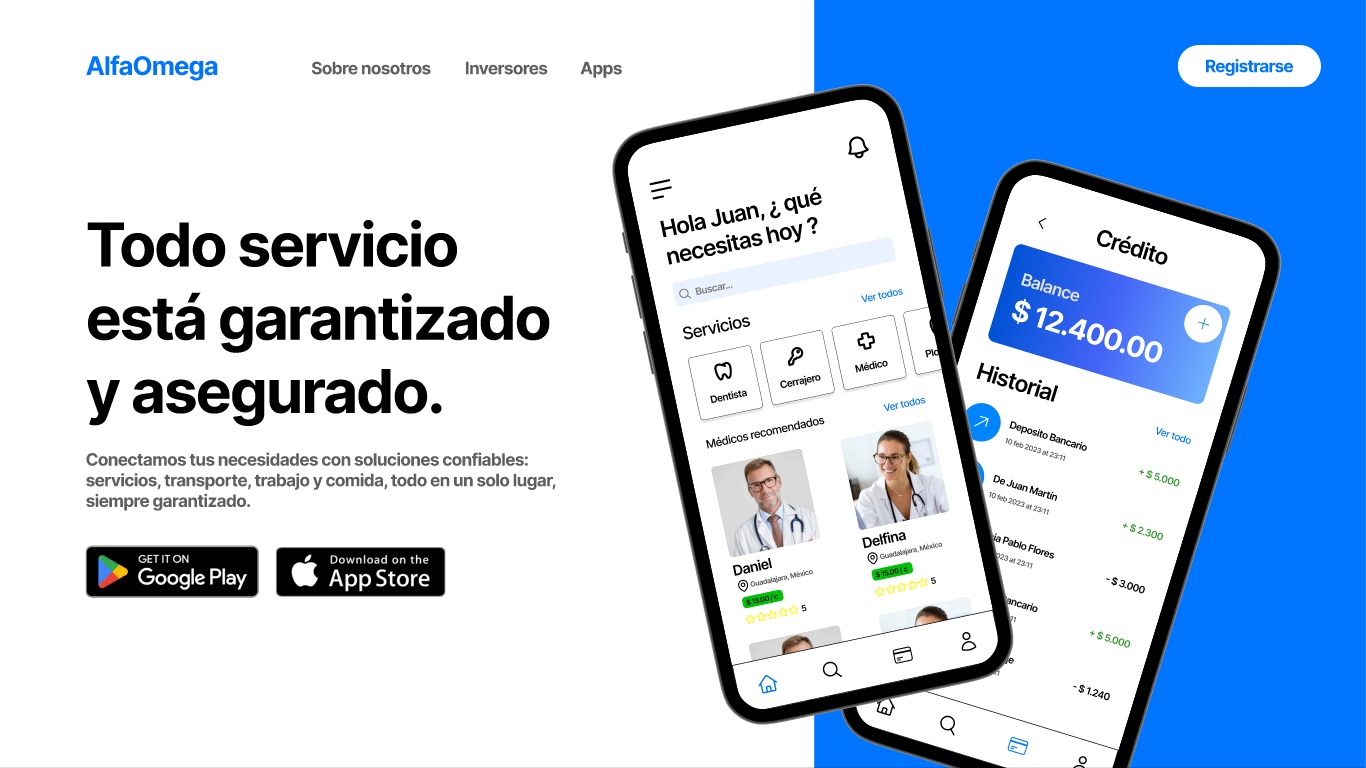 AlfaOmega
Sobre nosotros
Inversores
Apps
Registrarse
Todo servicio
está garantizado
y asegurado.
Conectamos tus necesidades con soluciones confiables:
servicios, transporte, trabajo y comida, todo en un solo lugar,
siempre garantizado.
GET IT ON
Google Play
Download on the
App Store
Hola Juan, ¿ qué
necesitas hoy ?
Buscar...
Servicios
Ver todos
Dentista
Cerrajero
Médico
Plo
Médicos recomendados
Ver todos
Daniel
Guadalajara, México
$ 15.00 / c
5
Delfina
Guadalajara, México
$ 15.00 / c
5
Crédito
Balance
$ 12.400.00
Historial
Ver todo
Deposito Bancario
10 feb 2023 at 23:11
+ $ 5.000
De Juan Martín
10 feb 2023 at 23:11
+ $ 2.300
ia Pablo Flores
2023 at 23:11
- $ 3.000
ancario
+ $ 5.000
je
- $ 1.240